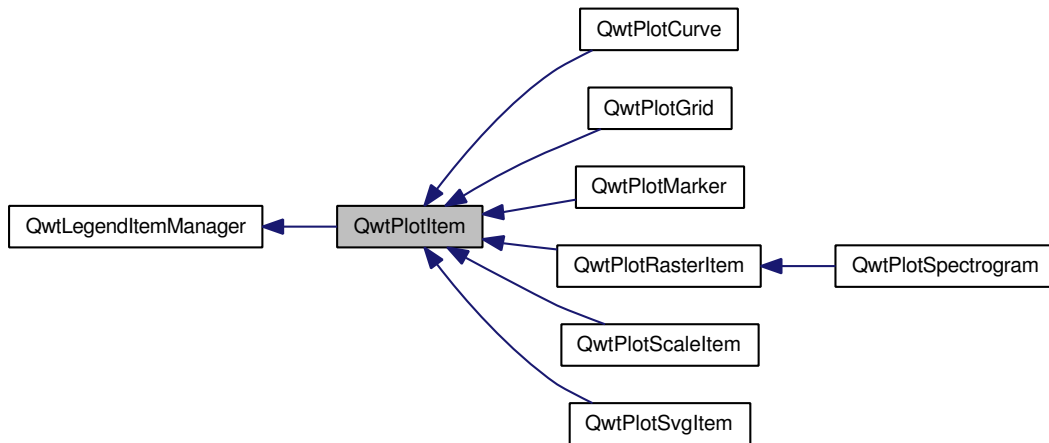 QwtPlotCurve
QwtPlotGrid
QwtPlotMarker
QwtLegendItemManager
QwtPlotItem
QwtPlotRasterItem
QwtPlotSpectrogram
QwtPlotScaleItem
QwtPlotSvgItem